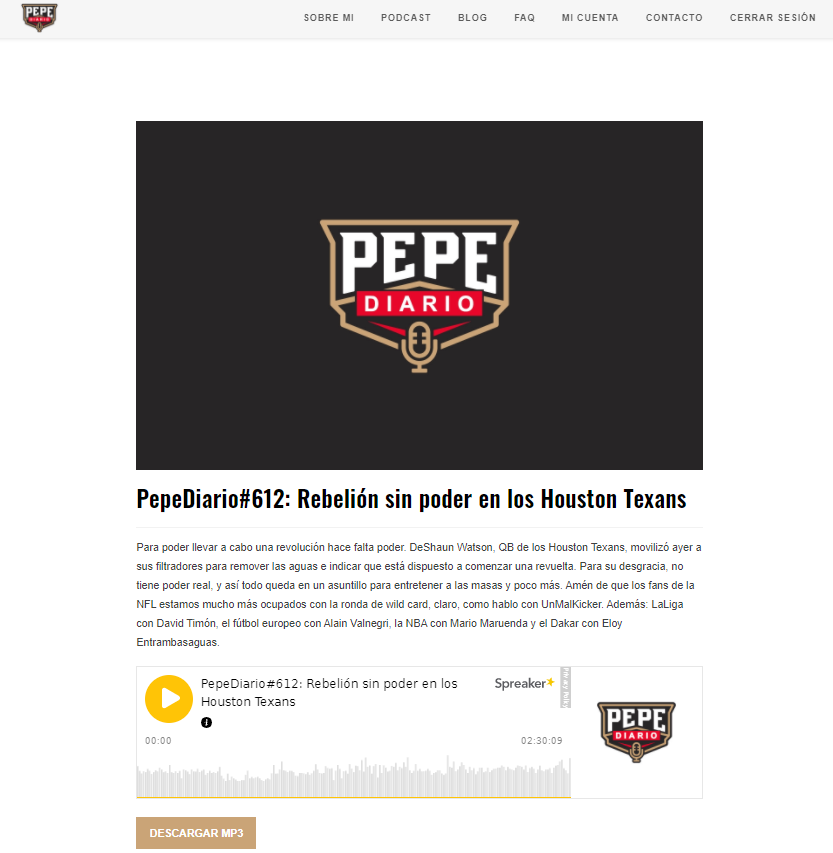 PEPE
DIARIO
SOBRE MI PODCAST BLOG FAQ MI CUENTA CONTACTO CERRAR SESIÓN
PEPE
DIARIO
PepeDiario#612: Rebelión sin poder en los Houston Texans
Para poder llevar a cabo una revolución hace falta poder. DeShaun Watson, QB de los Houston Texans, movilizó ayer a
sus filtradores para remover las aguas e indicar que está dispuesto a comenzar una revuelta. Para su desgracia, no
tiene poder real, y así todo queda en un asuntillo para entretener a las masas y poco más. Amén de que los fans de la
NFL estamos mucho más ocupados con la ronda de wild card, claro, como hablo con UnMalKicker. Además: LaLiga
con David Timón, el fútbol europeo con Alain Valnegri, la NBA con Mario Maruenda y el Dakar con Eloy
Entrambasaguas.
PepeDiario#612: Rebelión sin poder en los
Houston Texans
Spreaker
Privacy Policy
00:00
02:30:09
PEPE
DIARIO
DESCARGAR MP3